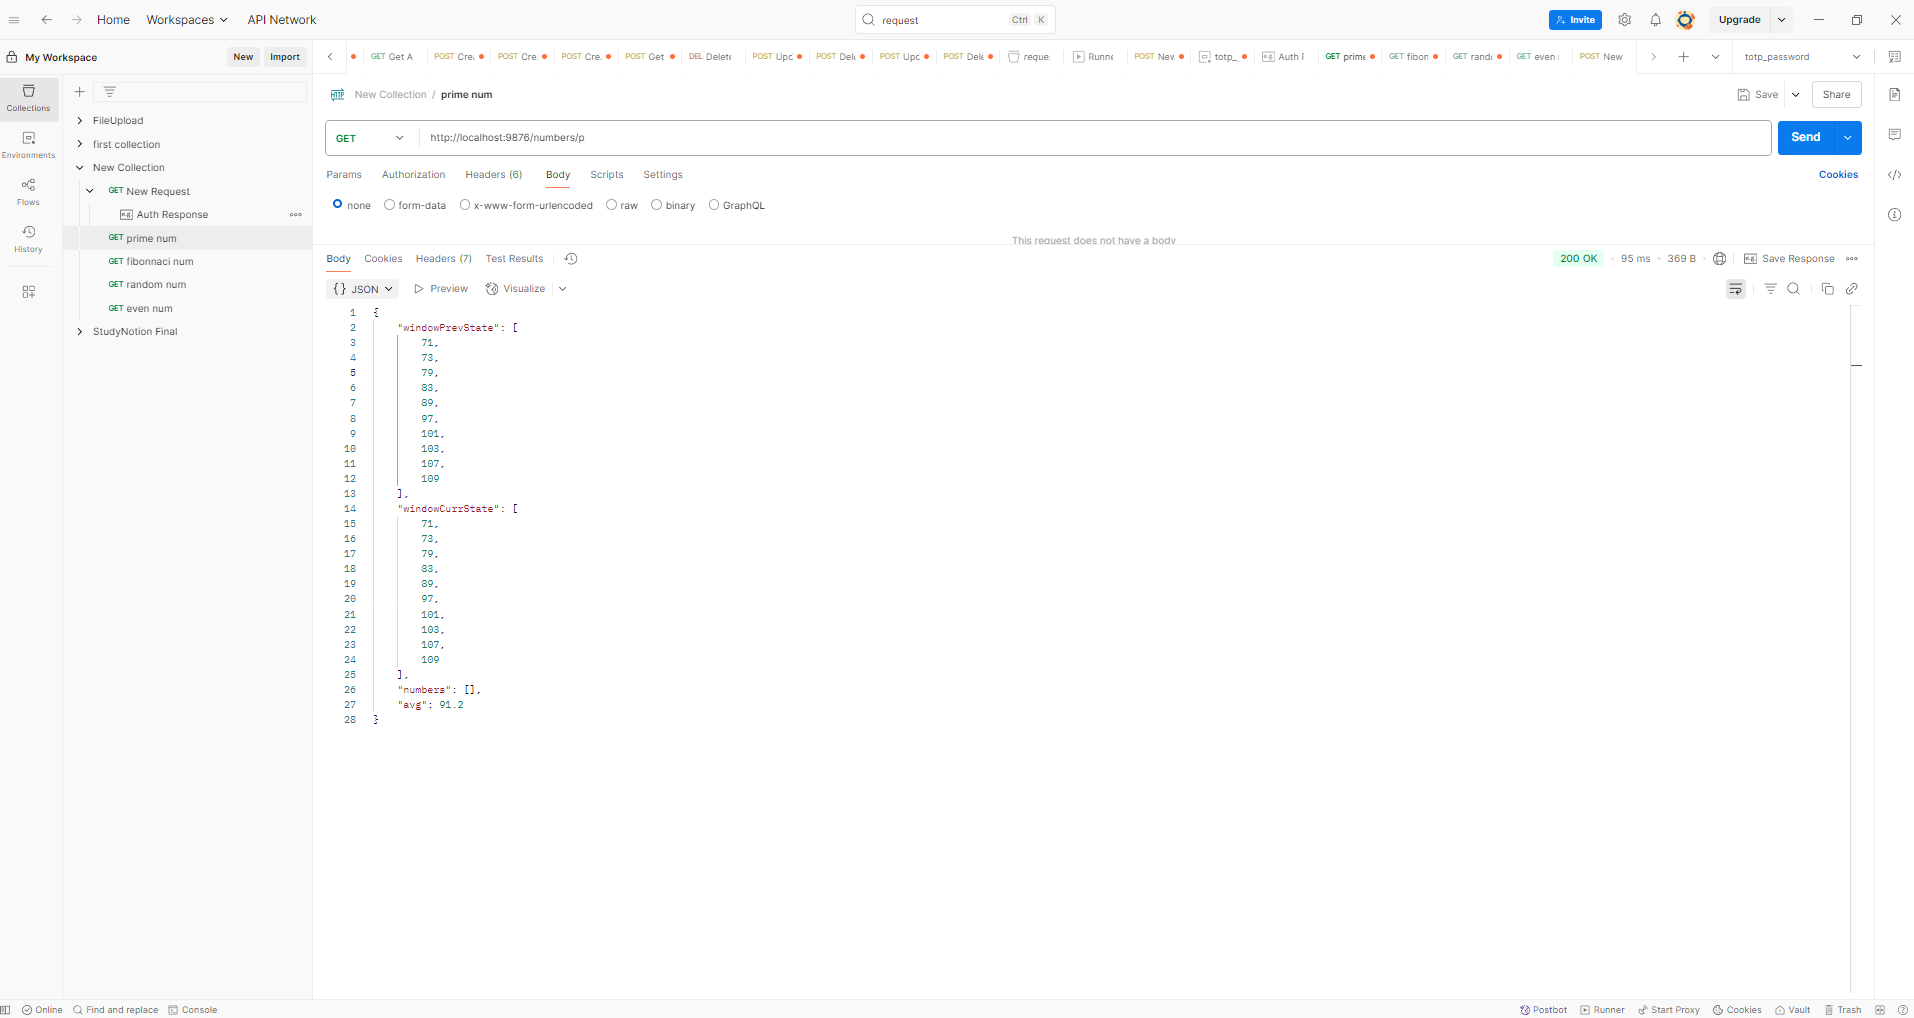 Home Workspaces API Network request Ctrl K Invite Upgrade
My Workspace New Import GET Get A POST Cre POST Cre. POST Cre. POST Get DEL Delete POST Upc POST Dele POST Upc POST Dele reque: Runne POST New totp_. Auth F GET prime GET fibon GET rando GET even POST New totp_password
Collections
Environments
Flows
History
FileUpload
first collection
New Collection
GET New Request
Auth Response
GET prime num
GET fibonnaci num
GET random num
GET even num
StudyNotion Final
HTTP New Collection / prime num Save Share
GET http://localhost:9876/numbers/p Send
Params Authorization Headers (6) Body Scripts Settings Cookies
none form-data x-www-form-urlencoded raw binary GraphQL
This request does not have a body
Body Cookies Headers (7) Test Results 200 OK 95 ms 369 B Save Response
{} JSON Preview Visualize
1 {
2 "windowPrevState": [
3 71,
4 73,
5 79,
6 83,
7 89,
8 97,
9 101,
10 103,
11 107,
12 109
13 ],
14 "windowCurrState": [
15 71,
16 73,
17 79,
18 83,
19 89,
20 97,
21 101,
22 103,
23 107,
24 109
25 ],
26 "numbers": [],
27 "avg": 91.2
28 }
Online Find and replace Console Postbot Runner Start Proxy Cookies Vault Trash